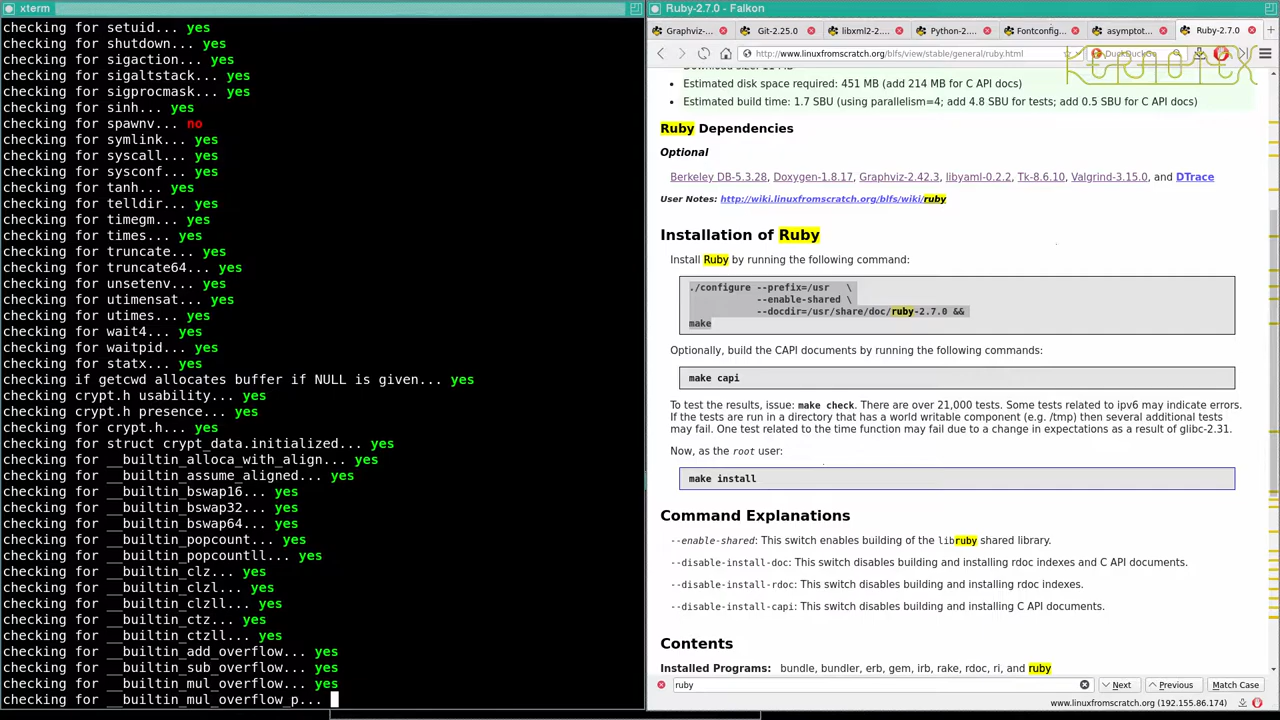 xterm
checking for setuid... yes
checking for shutdown... yes
checking for sigaction... yes
checking for sigaltstack... yes
checking for sigprocmask... yes
checking for sinh... yes
checking for spawnv... no
checking for symlink... yes
checking for syscall... yes
checking for sysconf... yes
checking for tanh... yes
checking for telldir... yes
checking for timegm... yes
checking for times... yes
checking for truncate... yes
checking for truncate64... yes
checking for unsetenv... yes
checking for utimensat... yes
checking for utimes... yes
checking for wait4... yes
checking for waitpid... yes
checking for statx... yes
checking if getcwd allocates buffer if NULL is given... yes
checking crypt.h usability... yes
checking crypt.h presence... yes
checking for crypt.h... yes
checking for struct crypt_data.initialized... yes
checking for __builtin_alloca_with_align... yes
checking for __builtin_assume_aligned... yes
checking for __builtin_bswap16... yes
checking for __builtin_bswap32... yes
checking for __builtin_bswap64... yes
checking for __builtin_popcount... yes
checking for __builtin_popcountll... yes
checking for __builtin_clz... yes
checking for __builtin_clzl... yes
checking for __builtin_clzll... yes
checking for __builtin_ctz... yes
checking for __builtin_ctzll... yes
checking for __builtin_add_overflow... yes
checking for __builtin_sub_overflow... yes
checking for __builtin_mul_overflow... yes
checking for __builtin_mul_overflow_p...
Ruby-2.7.0 - Falkon
Graphviz-... Git-2.25.0 libxml2-2.... Python-2.... Fontconfig... asymptot... Ruby-2.7.0
http://www.linuxfromscratch.org/blfs/view/stable/general/ruby.html DuckDuckGo
KERNOTEX
Estimated disk space required: 451 MB (add 214 MB for C API docs)
Estimated build time: 1.7 SBU (using parallelism=4; add 4.8 SBU for tests; add 0.5 SBU for C API docs)
Ruby Dependencies
Optional
Berkeley DB-5.3.28, Doxygen-1.8.17, Graphviz-2.42.3, libyaml-0.2.2, Tk-8.6.10, Valgrind-3.15.0, and DTrace
User Notes: http://wiki.linuxfromscratch.org/blfs/wiki/ruby
Installation of Ruby
Install Ruby by running the following command:
./configure --prefix=/usr \
--enable-shared \
--docdir=/usr/share/doc/ruby-2.7.0 &&
make
Optionally, build the CAPI documents by running the following commands:
make capi
To test the results, issue: make check. There are over 21,000 tests. Some tests related to ipv6 may indicate errors.
If the tests are run in a directory that has a world writable component (e.g. /tmp) then several additional tests
may fail. One test related to the time function may fail due to a change in expectations as a result of glibc-2.31.
Now, as the root user:
make install
Command Explanations
--enable-shared: This switch enables building of the libruby shared library.
--disable-install-doc: This switch disables building and installing rdoc indexes and C API documents.
--disable-install-rdoc: This switch disables building and installing rdoc indexes.
--disable-install-capi: This switch disables building and installing C API documents.
Contents
Installed Programs: bundle, bundler, erb, gem, irb, rake, rdoc, ri, and ruby
ruby Next Previous Match Case
www.linuxfromscratch.org (192.155.86.174)